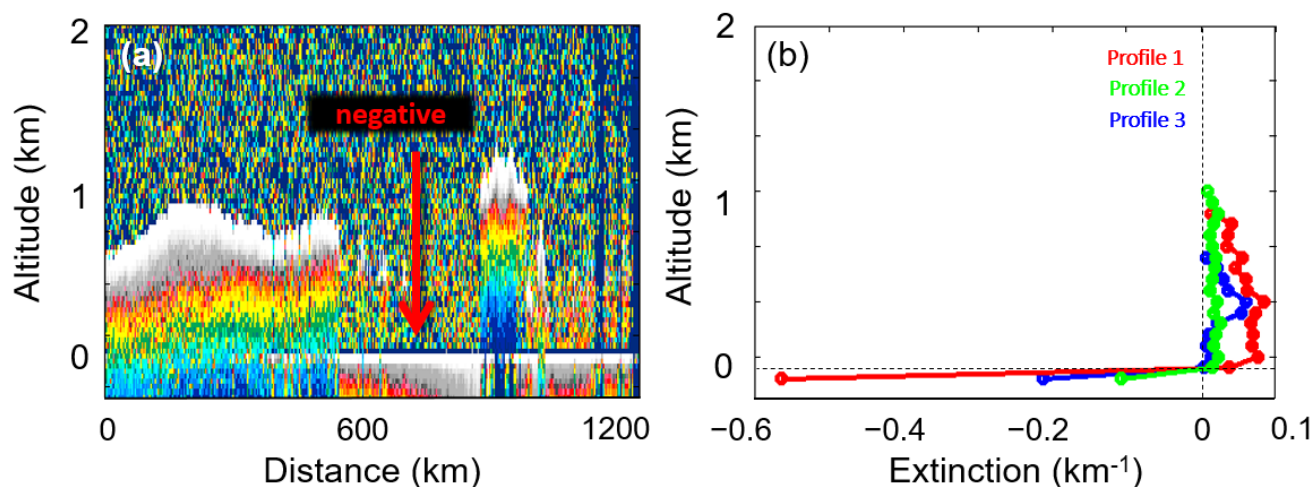 (a)
negative
2
1
0
Altitude (km)
0
600
1200
Distance (km)
(b)
Profile 1
Profile 2
Profile 3
2
1
0
Altitude (km)
−0.6
−0.4
−0.2
0
0.1
Extinction (km⁻¹)